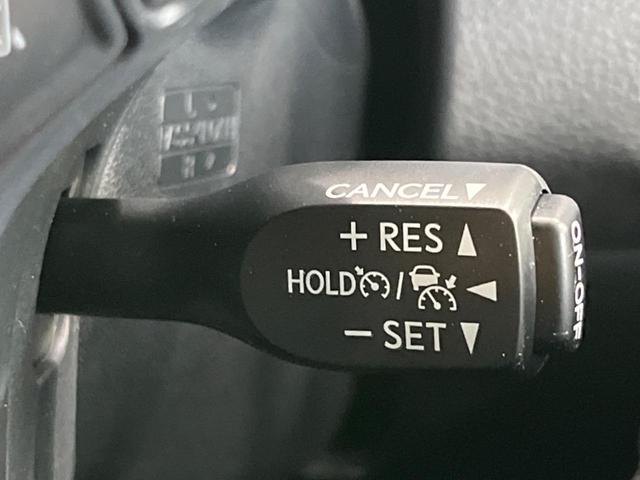 CANCEL▼
+ RES ▲
HOLD / ◀
− SET ▼
ON-OFF